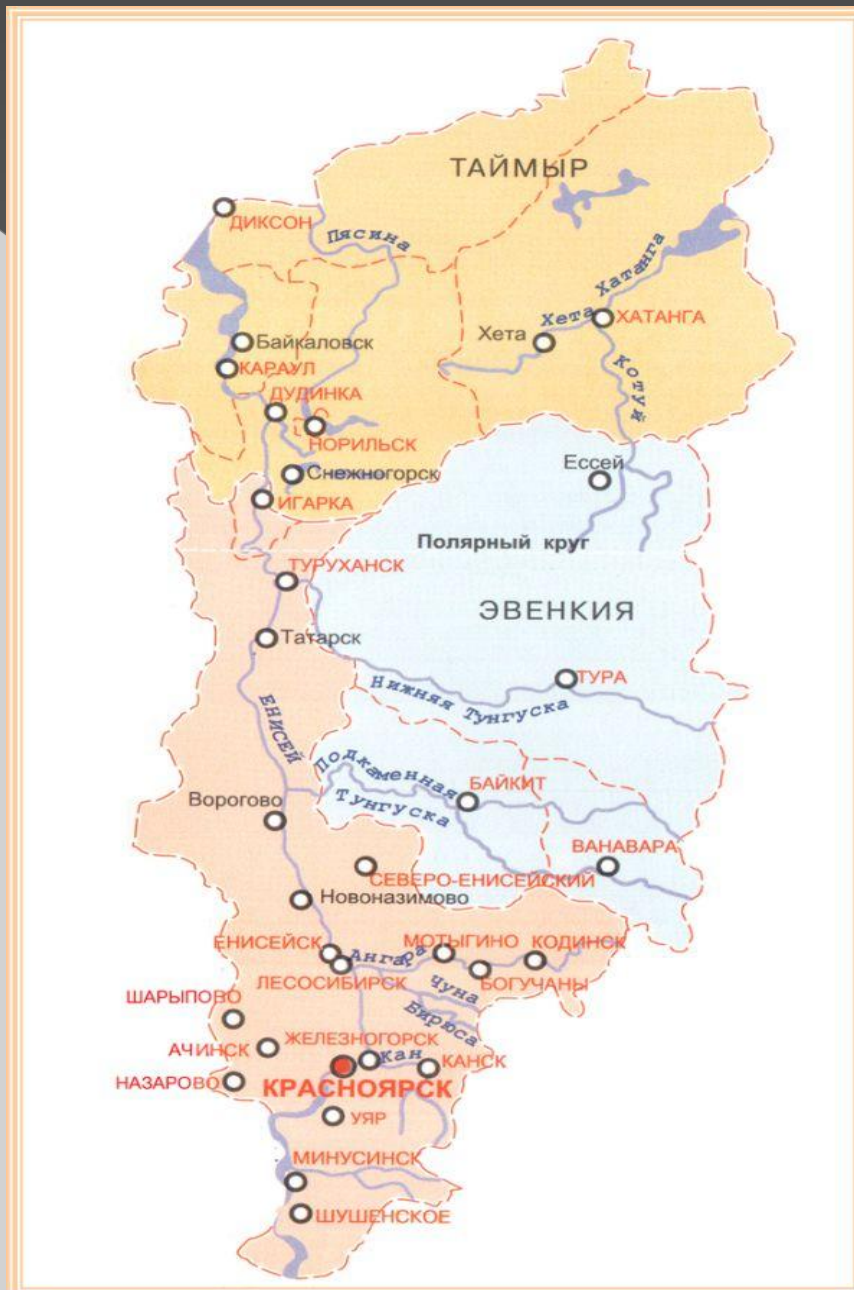 ТАЙМЫР
ДИКСОН
Пясина
Хатанга
Хета
ХАТАНГА
Хета
Байкаловск
КАРАУЛ
Котуй
ДУДИНКА
НОРИЛЬСК
Ессей
Снежногорск
ИГАРКА
Полярный круг
ТУРУХАНСК
ЭВЕНКИЯ
Татарск
ТУРА
Нижняя Тунгуска
ЕНИСЕЙ
Подкаменная
Тунгуска
БАЙКИТ
Ворогово
ВАНАВАРА
СЕВЕРО-ЕНИСЕЙСКИЙ
Новоназимово
ЕНИСЕЙСК
Ангара
МОТЫГИНО
КОДИНСК
ЛЕСОСИБИРСК
БОГУЧАНЫ
Чуна
ШАРЫПОВО
Бирюса
ЖЕЛЕЗНОГОРСК
АЧИНСК
Кан
КАНСК
НАЗАРОВО
КРАСНОЯРСК
УЯР
МИНУСИНСК
ШУШЕНСКОЕ